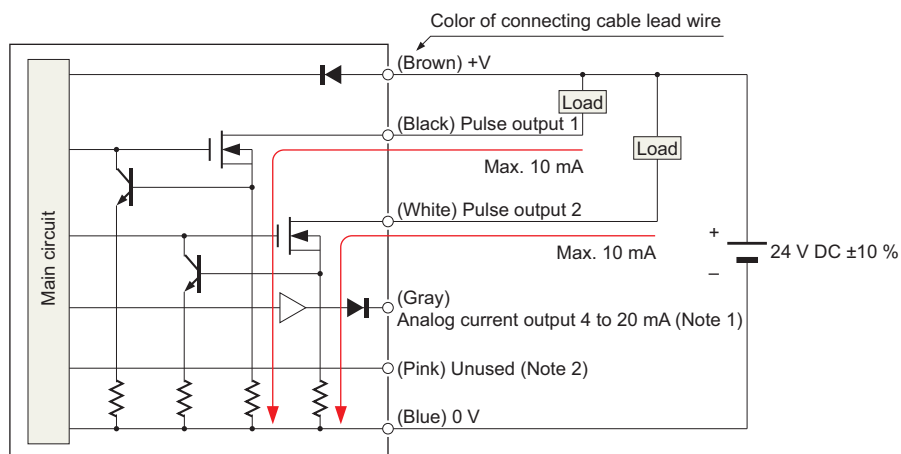 Color of connecting cable lead wire
(Brown) +V
Load
(Black) Pulse output 1
Load
Max. 10 mA
(White) Pulse output 2
Max. 10 mA
+
24 V DC ±10 %
–
Main circuit
(Gray)
Analog current output 4 to 20 mA (Note 1)
(Pink) Unused (Note 2)
(Blue) 0 V